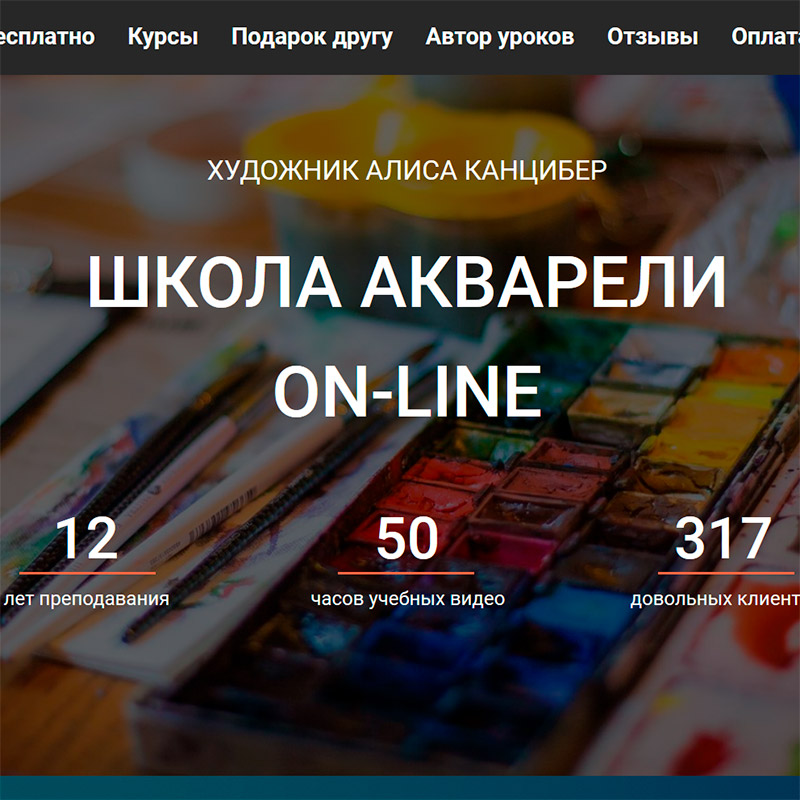 есплатно Курсы Подарок другу Автор уроков Отзывы Оплата
ХУДОЖНИК АЛИСА КАНЦИБЕР
ШКОЛА АКВАРЕЛИ
ON-LINE
12 50 317
лет преподавания часов учебных видео довольных клиент